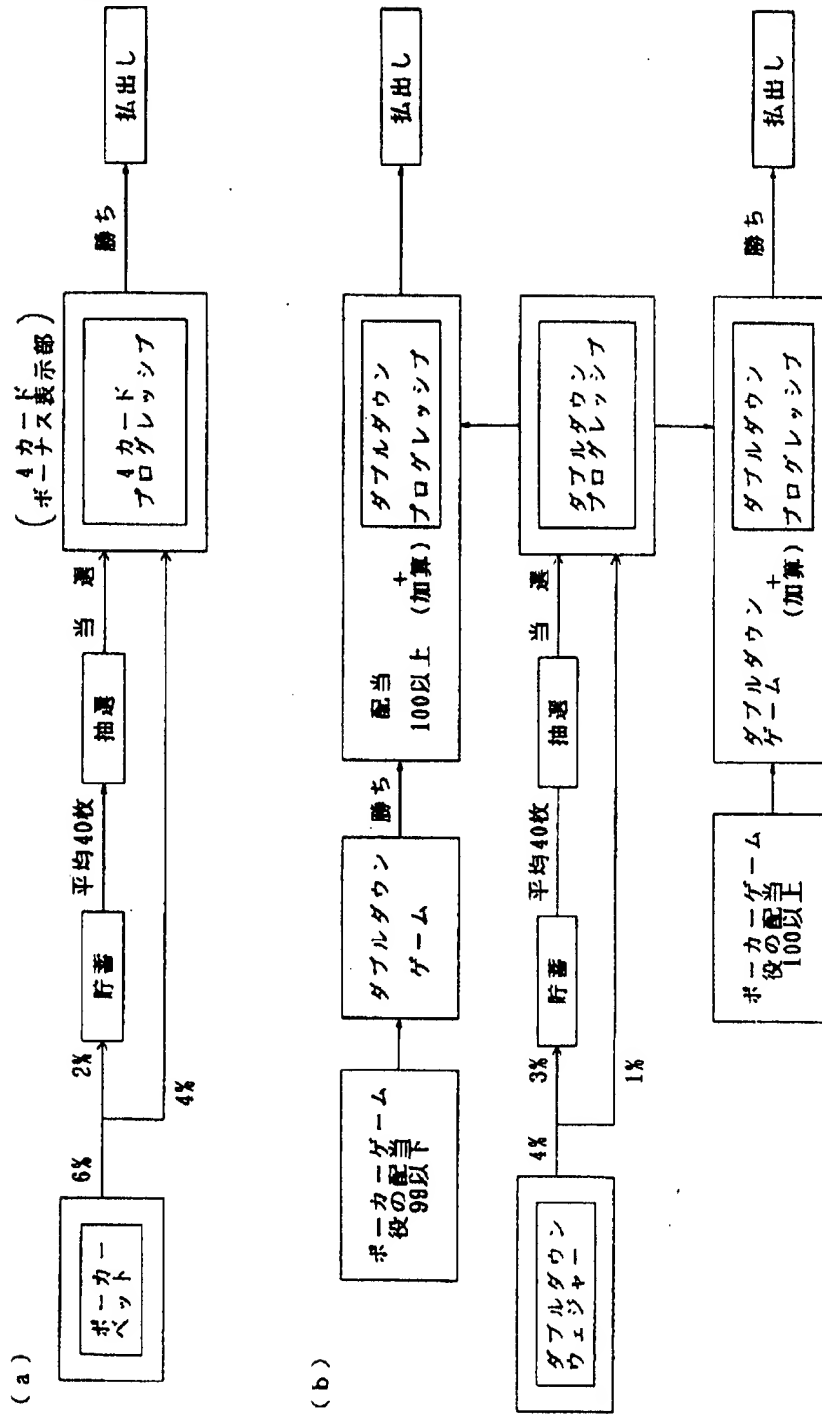 (a)
ポーカー
ベット
6%
2%
4%
貯蓄
平均40枚
抽選
当選
(4カード
ボーナス表示部)
4カード
プログレッシブ
勝ち
払出し
(b)
ポーカーゲーム
役の配当
99以下
ダブルダウン
ゲーム
勝ち
配当
100以上
+
(加算)
ダブルダウン
プログレッシブ
払出し
ダブルダウン
ウェジャー
4%
3%
1%
貯蓄
平均40枚
抽選
当選
ダブルダウン
プログレッシブ
ポーカーゲーム
役の配当
100以上
ダブルダウン
ゲーム
+
(加算)
ダブルダウン
プログレッシブ
勝ち
払出し